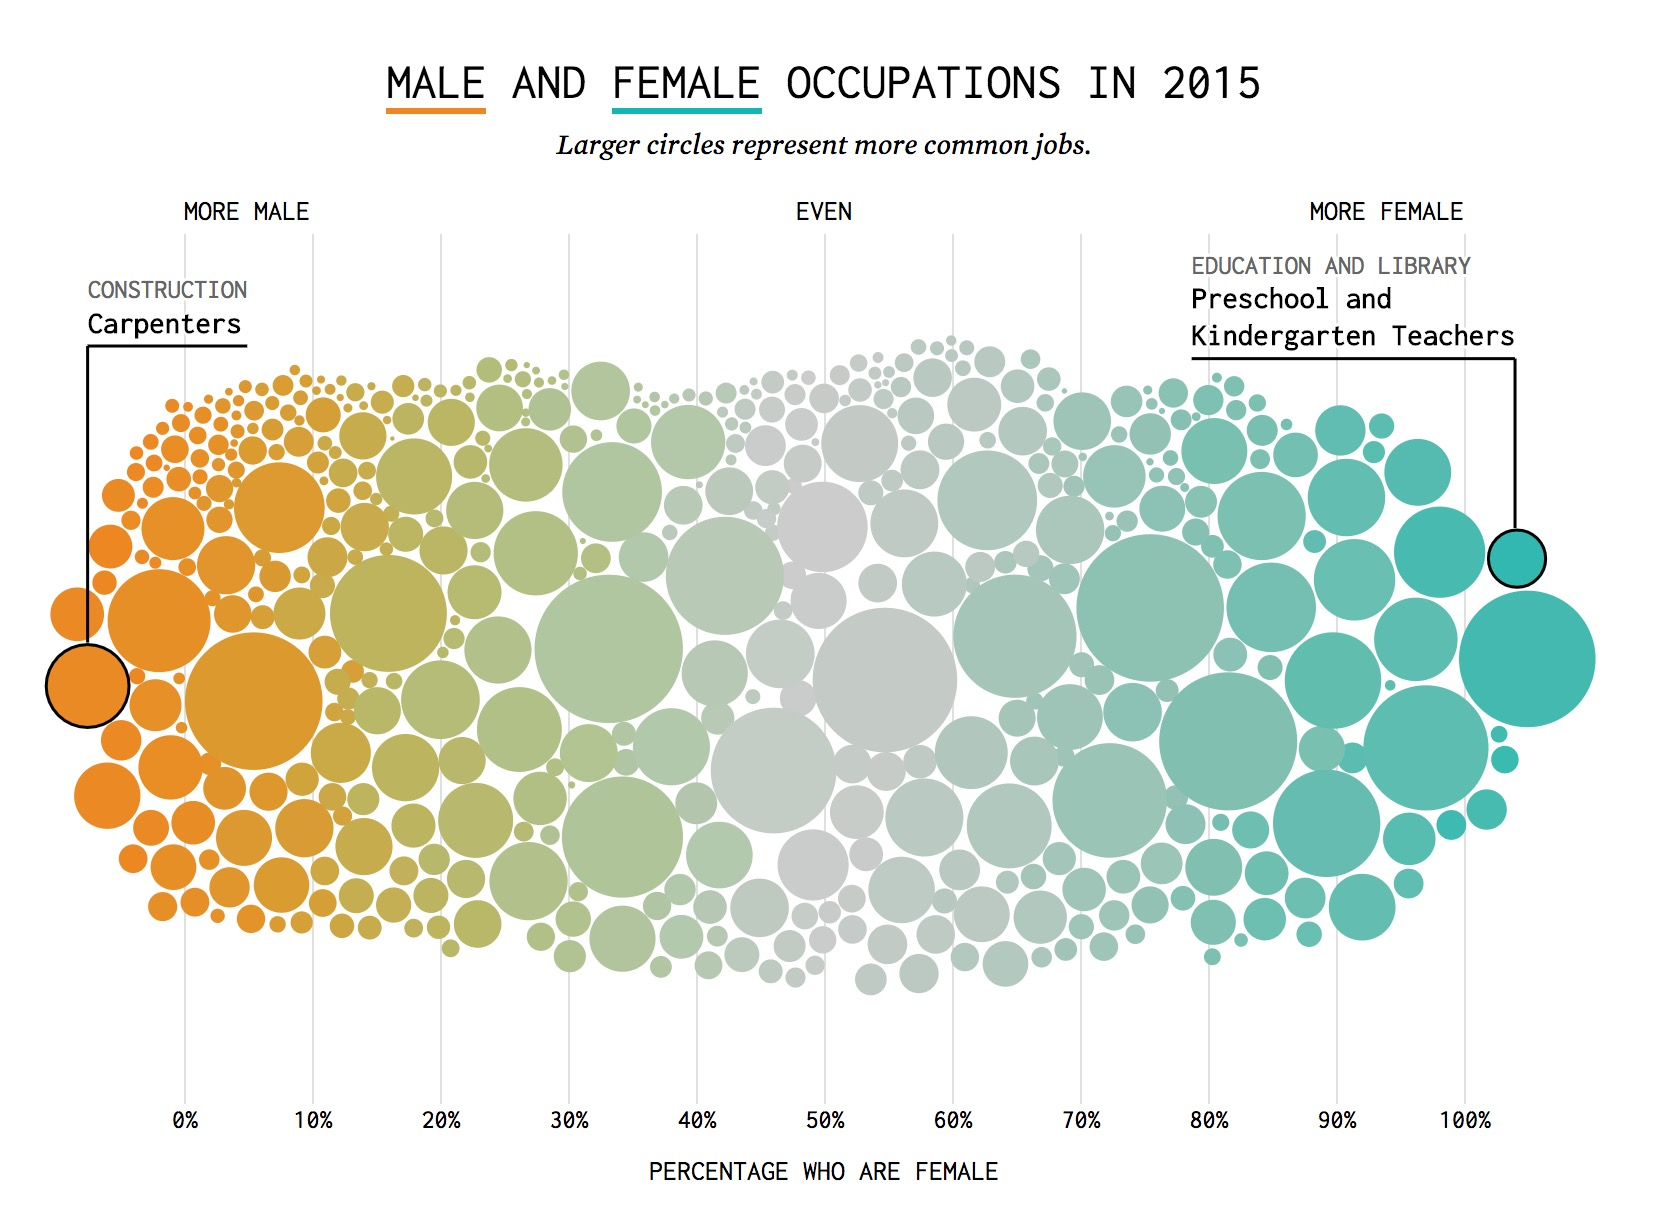 MALE AND FEMALE OCCUPATIONS IN 2015
Larger circles represent more common jobs.
MORE MALE
EVEN
MORE FEMALE
CONSTRUCTION
Carpenters
EDUCATION AND LIBRARY
Preschool and
Kindergarten Teachers
0% 10% 20% 30% 40% 50% 60% 70% 80% 90% 100%
PERCENTAGE WHO ARE FEMALE